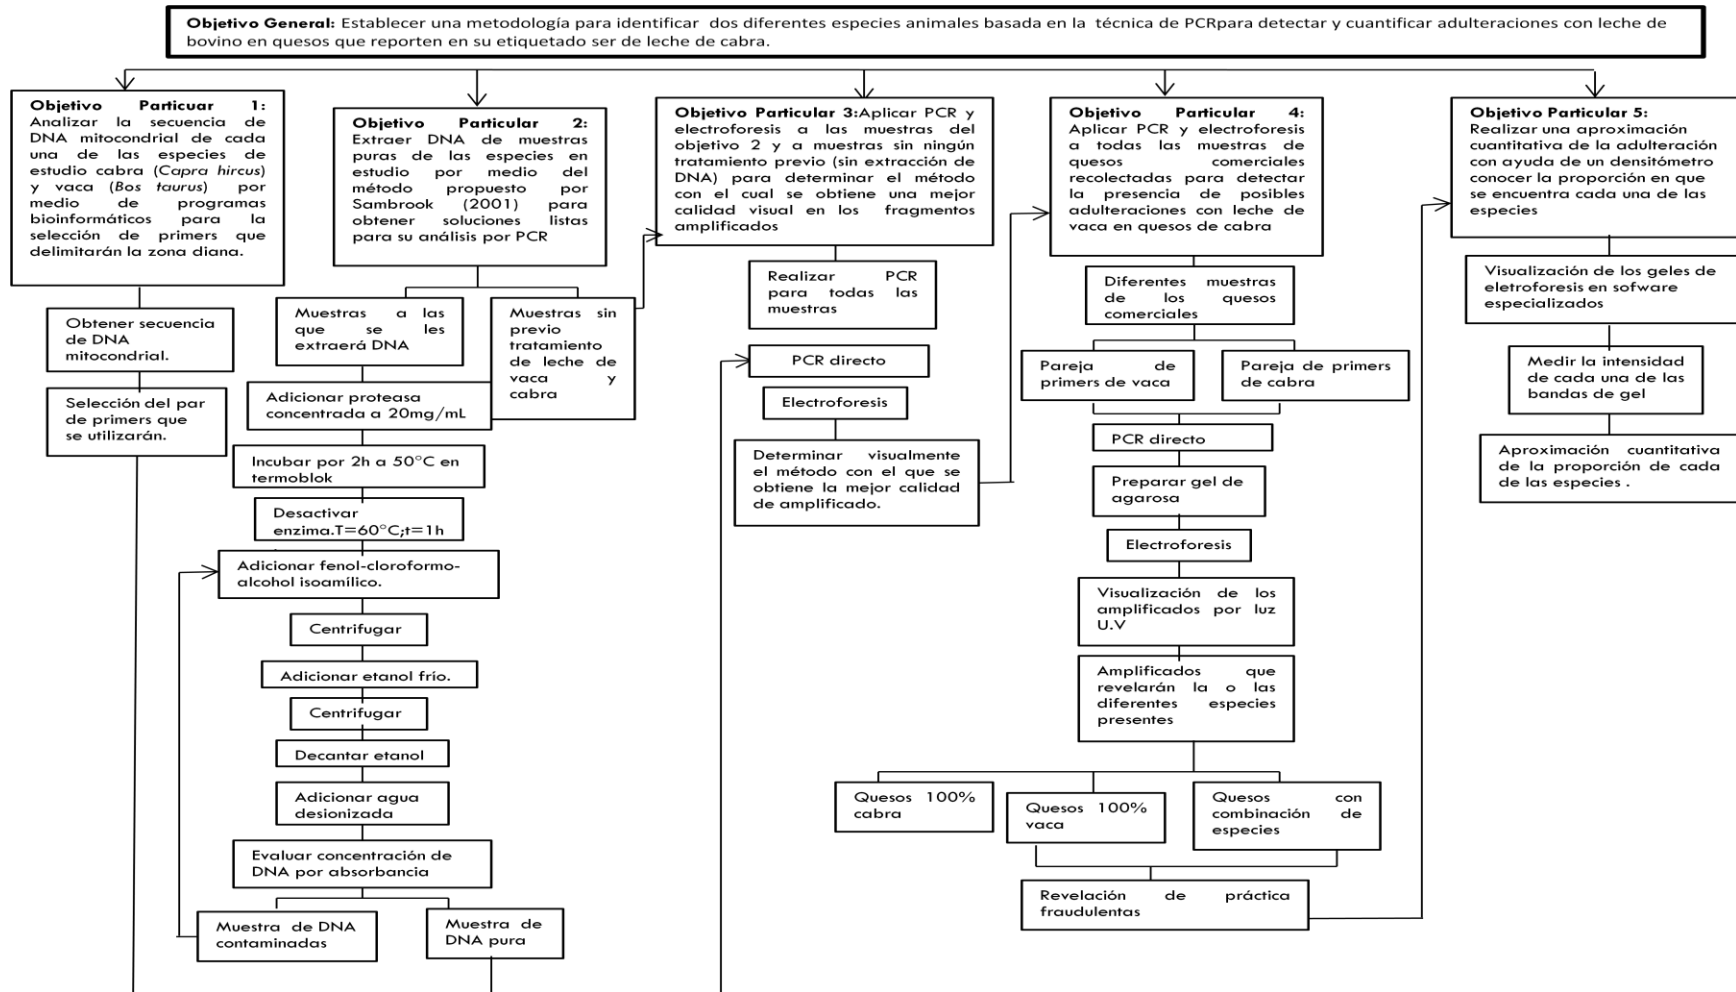 Objetivo General: Establecer una metodología para identificar dos diferentes especies animales basada en la técnica de PCRpara detectar y cuantificar adulteraciones con leche de
bovino en quesos que reporten en su etiquetado ser de leche de cabra.
Objetivo Particuar 1:
Analizar la secuencia de
DNA mitocondrial de cada
una de las especies de
estudio cabra (Capra hircus)
y vaca (Bos taurus) por
medio de programas
bioinformáticos para la
selección de primers que
delimitarán la zona diana.
Obtener secuencia
de DNA
mitocondrial.
Selección del par
de primers que
se utilizarán.
Objetivo Particular 2:
Extraer DNA de muestras
puras de las especies en
estudio por medio del
método propuesto por
Sambrook (2001) para
obtener soluciones listas
para su análisis por PCR
Muestras a las
que se les
extraerá DNA
Muestras sin
previo
tratamiento
de leche de
vaca y
cabra
Adicionar proteasa
concentrada a 20mg/mL
Incubar por 2h a 50°C en
termoblok
Desactivar
enzima.T=60°C;t=1h
Adicionar fenol-cloroformo-
alcohol isoamílico.
Centrifugar
Adicionar etanol frío.
Centrifugar
Decantar etanol
Adicionar agua
desionizada
Evaluar concentración de
DNA por absorbancia
Muestra de DNA
contaminadas
Muestra de
DNA pura
Objetivo Particular 3:Aplicar PCR y
electroforesis a las muestras del
objetivo 2 y a muestras sin ningún
tratamiento previo (sin extracción de
DNA) para determinar el método
con el cual se obtiene una mejor
calidad visual en los fragmentos
amplificados
Realizar PCR
para todas las
muestras
PCR directo
Electroforesis
Determinar visualmente
el método con el que se
obtiene la mejor calidad
de amplificado.
Objetivo Particular 4:
Aplicar PCR y electroforesis
a todas las muestras de
quesos comerciales
recolectadas para detectar
la presencia de posibles
adulteraciones con leche de
vaca en quesos de cabra
Diferentes muestras
de los quesos
comerciales
Pareja de
primers de vaca
Pareja de primers
de cabra
PCR directo
Preparar gel de
agarosa
Electroforesis
Visualización de los
amplificados por luz
U.V
Amplificados que
revelarán la o las
diferentes especies
presentes
Quesos 100%
cabra
Quesos 100%
vaca
Quesos con
combinación de
especies
Revelación de práctica
fraudulentas
Objetivo Particular 5:
Realizar una aproximación
cuantitativa de la adulteración
con ayuda de un densitómetro
conocer la proporción en que
se encuentra cada una de las
especies
Visualización de los geles de
eletroforesis en sofware
especializados
Medir la intensidad
de cada una de las
bandas de gel
Aproximación cuantitativa
de la proporción de cada
de las especies .